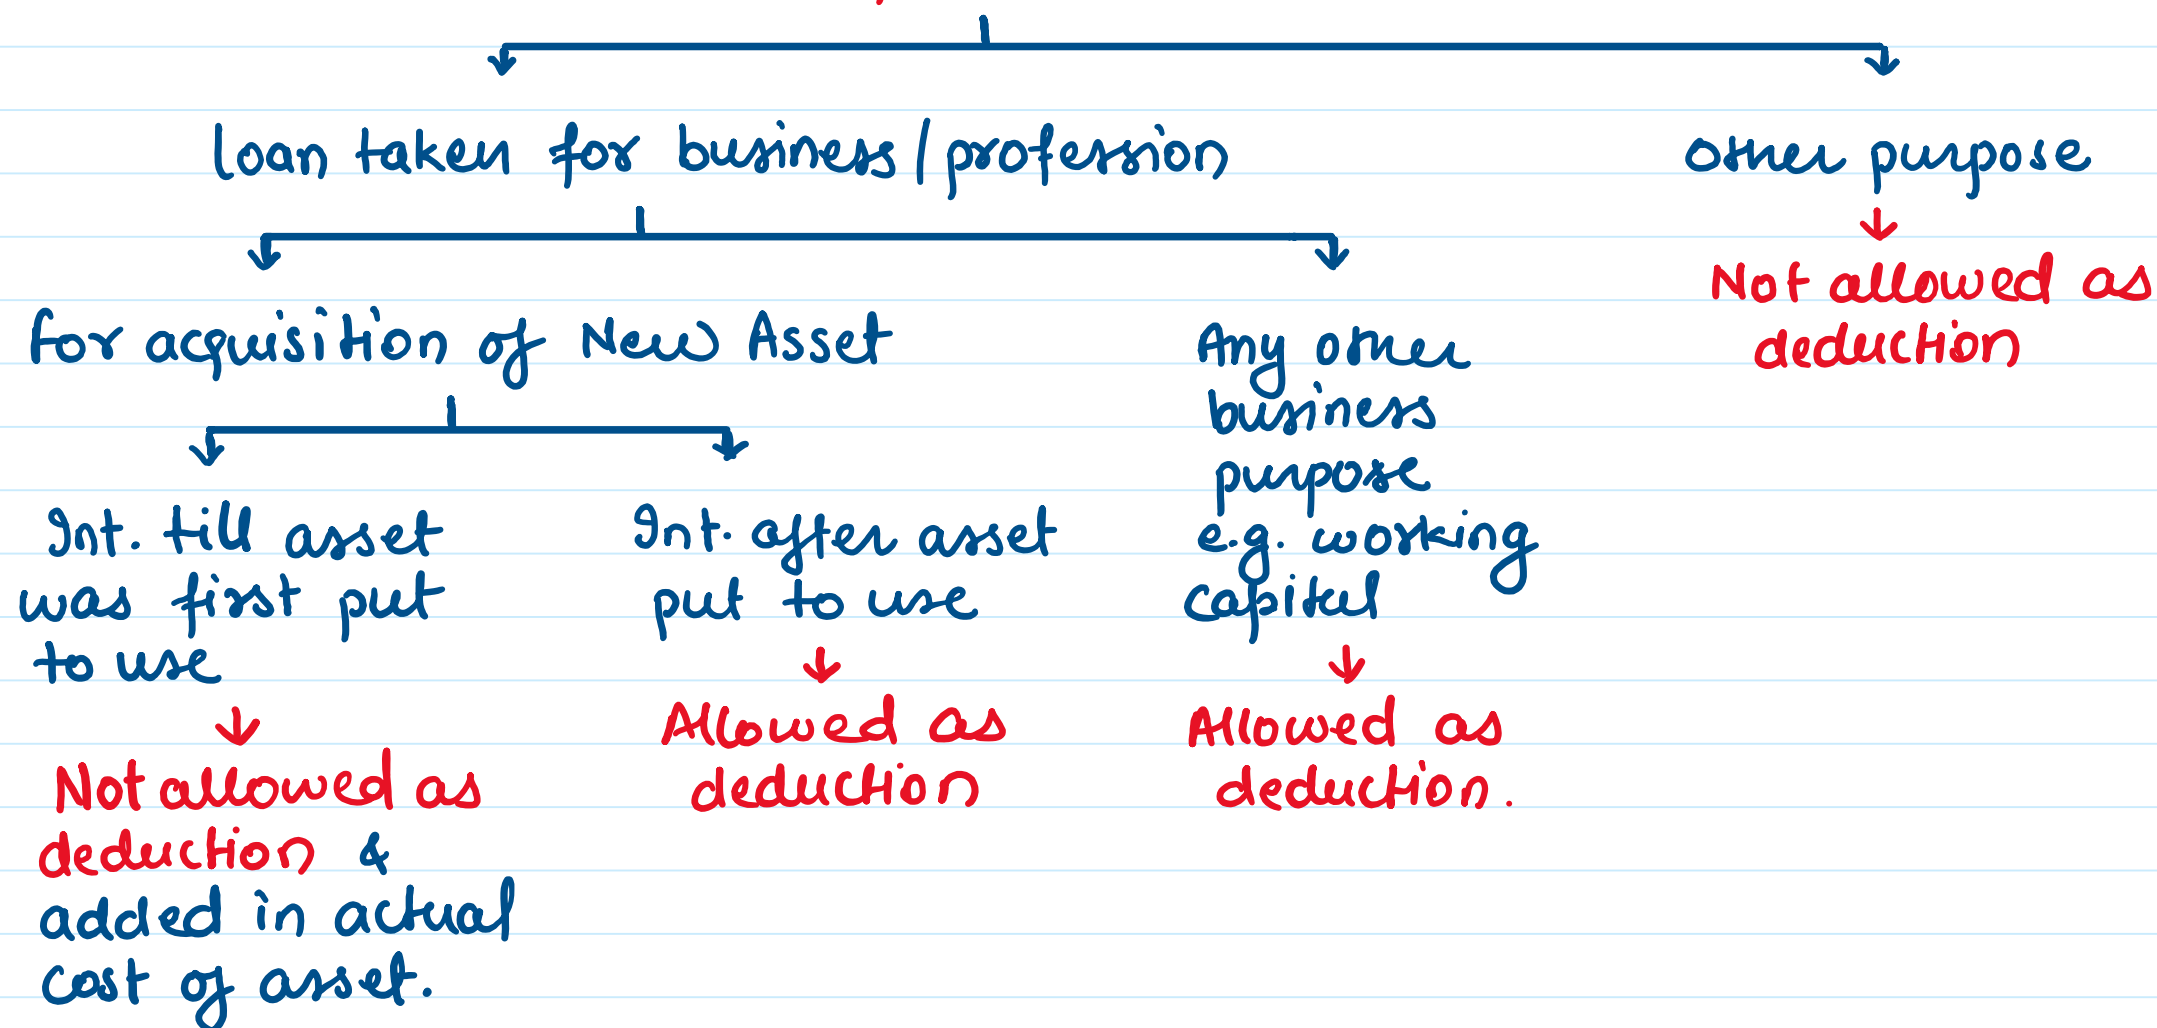 Loan taken for business/profession
other purpose
Not allowed as
deduction
for acquisition of New Asset
Any other
business
purpose
e.g. working
capital
Allowed as
deduction.
Int. till asset
was first put
to use
Not allowed as
deduction &
added in actual
cost of asset.
Int. after asset
put to use
Allowed as
deduction